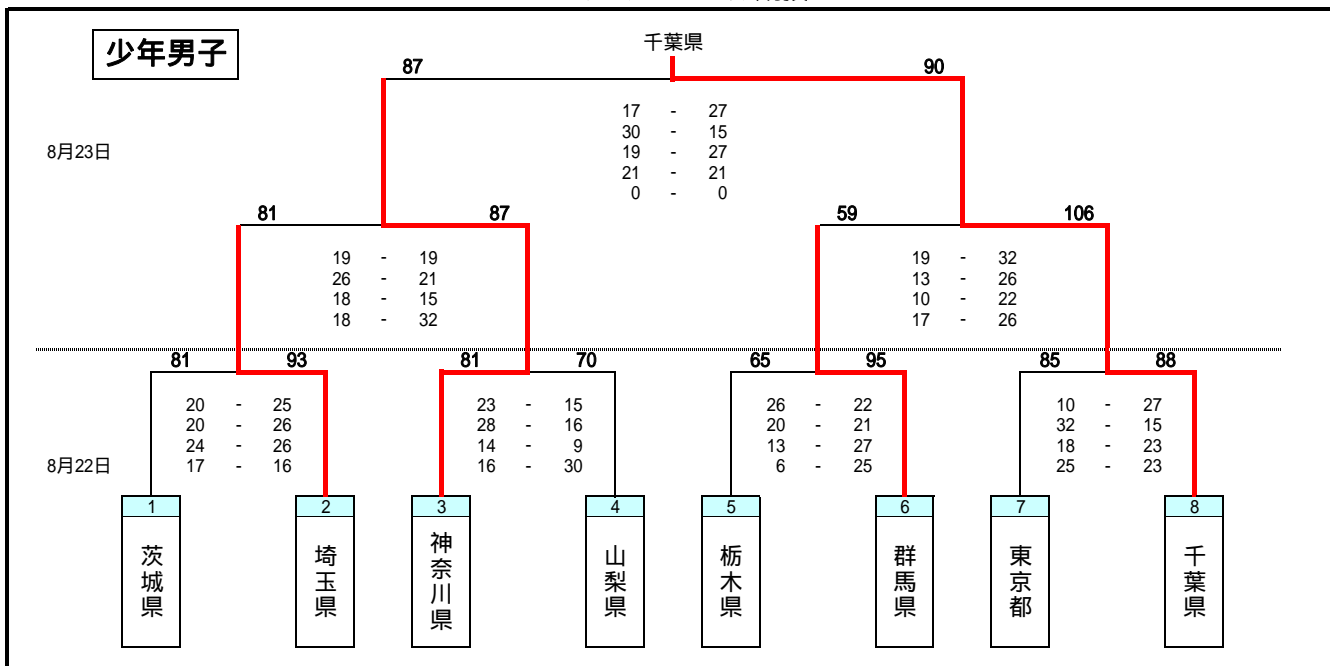 少年男子
千葉県
87 90
17 - 27
30 - 15
8月23日
19 - 27
21 - 21
0 - 0
81 87 59 106
19 - 19 19 - 32
26 - 21 13 - 26
18 - 15 10 - 22
18 - 32 17 - 26
81 93 81 70 65 95 85 88
20 - 25 23 - 15 26 - 22 10 - 27
20 - 26 28 - 16 20 - 21 32 - 15
24 - 26 14 - 9 13 - 27 18 - 23
8月22日 17 - 16 16 - 30 6 - 25 25 - 23
1 2 3 4 5 6 7 8
茨城県
埼玉県
神奈川県
山梨県
栃木県
群馬県
東京都
千葉県